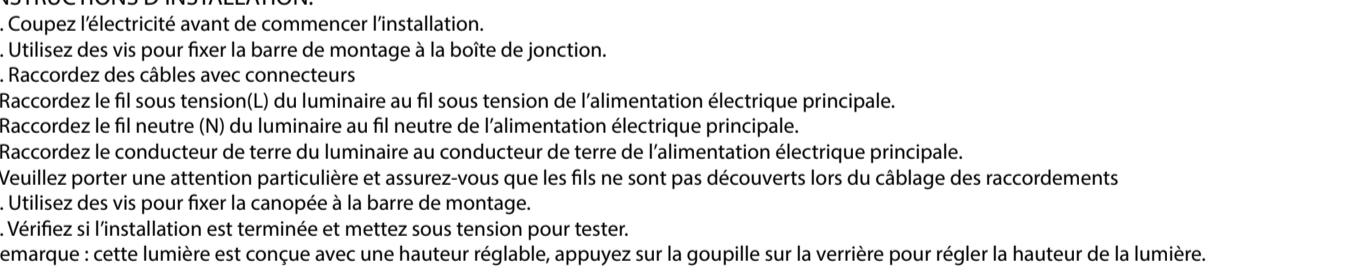 NSTRUCTIONS D'INSTALLATION:
. Coupez l’électricité avant de commencer l’installation.
. Utilisez des vis pour fixer la barre de montage à la boîte de jonction.
. Raccordez des câbles avec connecteurs
Raccordez le fil sous tension(L) du luminaire au fil sous tension de l’alimentation électrique principale.
Raccordez le fil neutre (N) du luminaire au fil neutre de l’alimentation électrique principale.
Raccordez le conducteur de terre du luminaire au conducteur de terre de l’alimentation électrique principale.
Veuillez porter une attention particulière et assurez-vous que les fils ne sont pas découverts lors du câblage des raccordements
. Utilisez des vis pour fixer la canopée à la barre de montage.
. Vérifiez si l’installation est terminée et mettez sous tension pour tester.
emarque : cette lumière est conçue avec une hauteur réglable, appuyez sur la goupille sur la verrière pour régler la hauteur de la lumière.